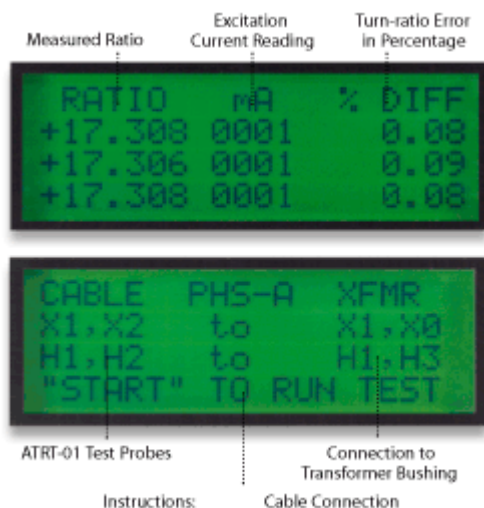 Measured Ratio
Excitation
Current Reading
Turn-ratio Error
in Percentage
RATIO mA % DIFF
+17.308 0001 0.08
+17.306 0001 0.09
+17.308 0001 0.08
CABLE PHS-A XFMR
X1,X2 to X1,X0
H1,H2 to H1,H3
"START" TO RUN TEST
ATRT-01 Test Probes
Connection to
Transformer Bushing
Instructions: Cable Connection